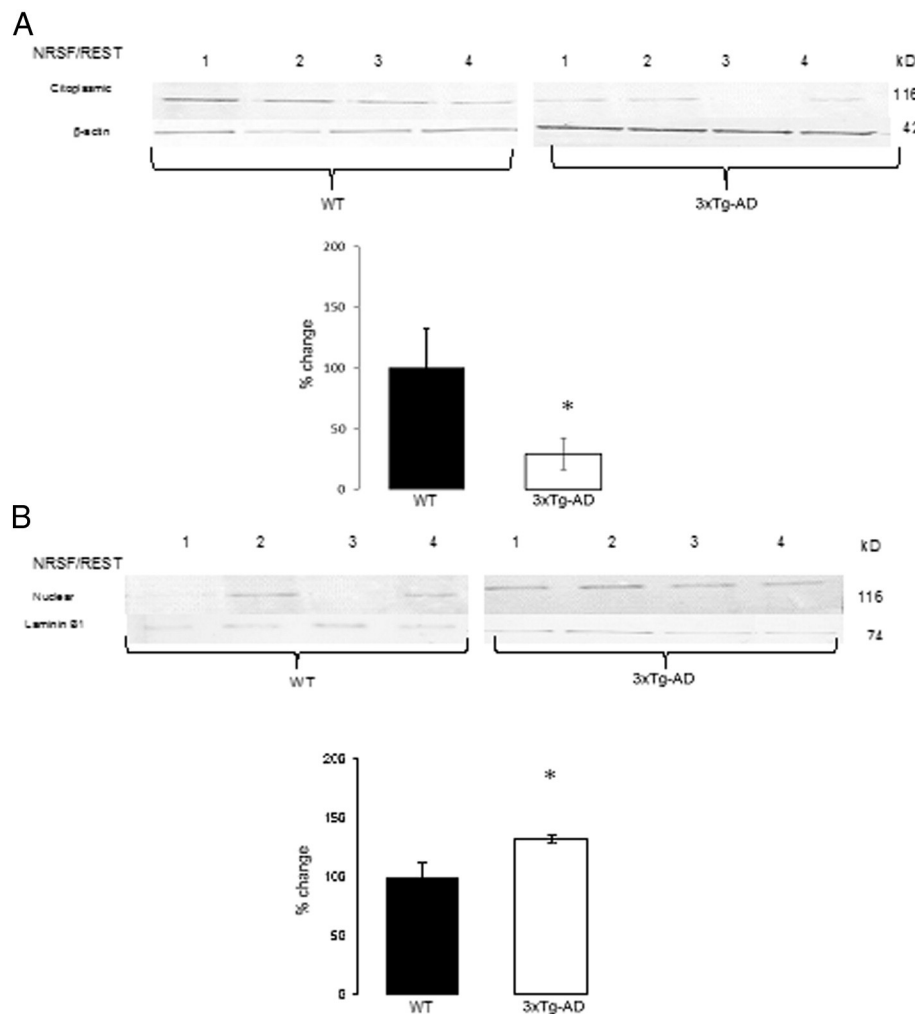 A
NRSF/REST 1 2 3 4 1 2 3 4 kD
Citoplasmic 116
β-actin 42
WT 3xTg-AD
200
150
100
50
0
% change
*
WT 3xTg-AD
B
NRSF/REST 1 2 3 4 1 2 3 4 kD
Nuclear 116
Laminin B1 74
WT 3xTg-AD
200
150
100
50
0
% change
*
WT 3xTg-AD